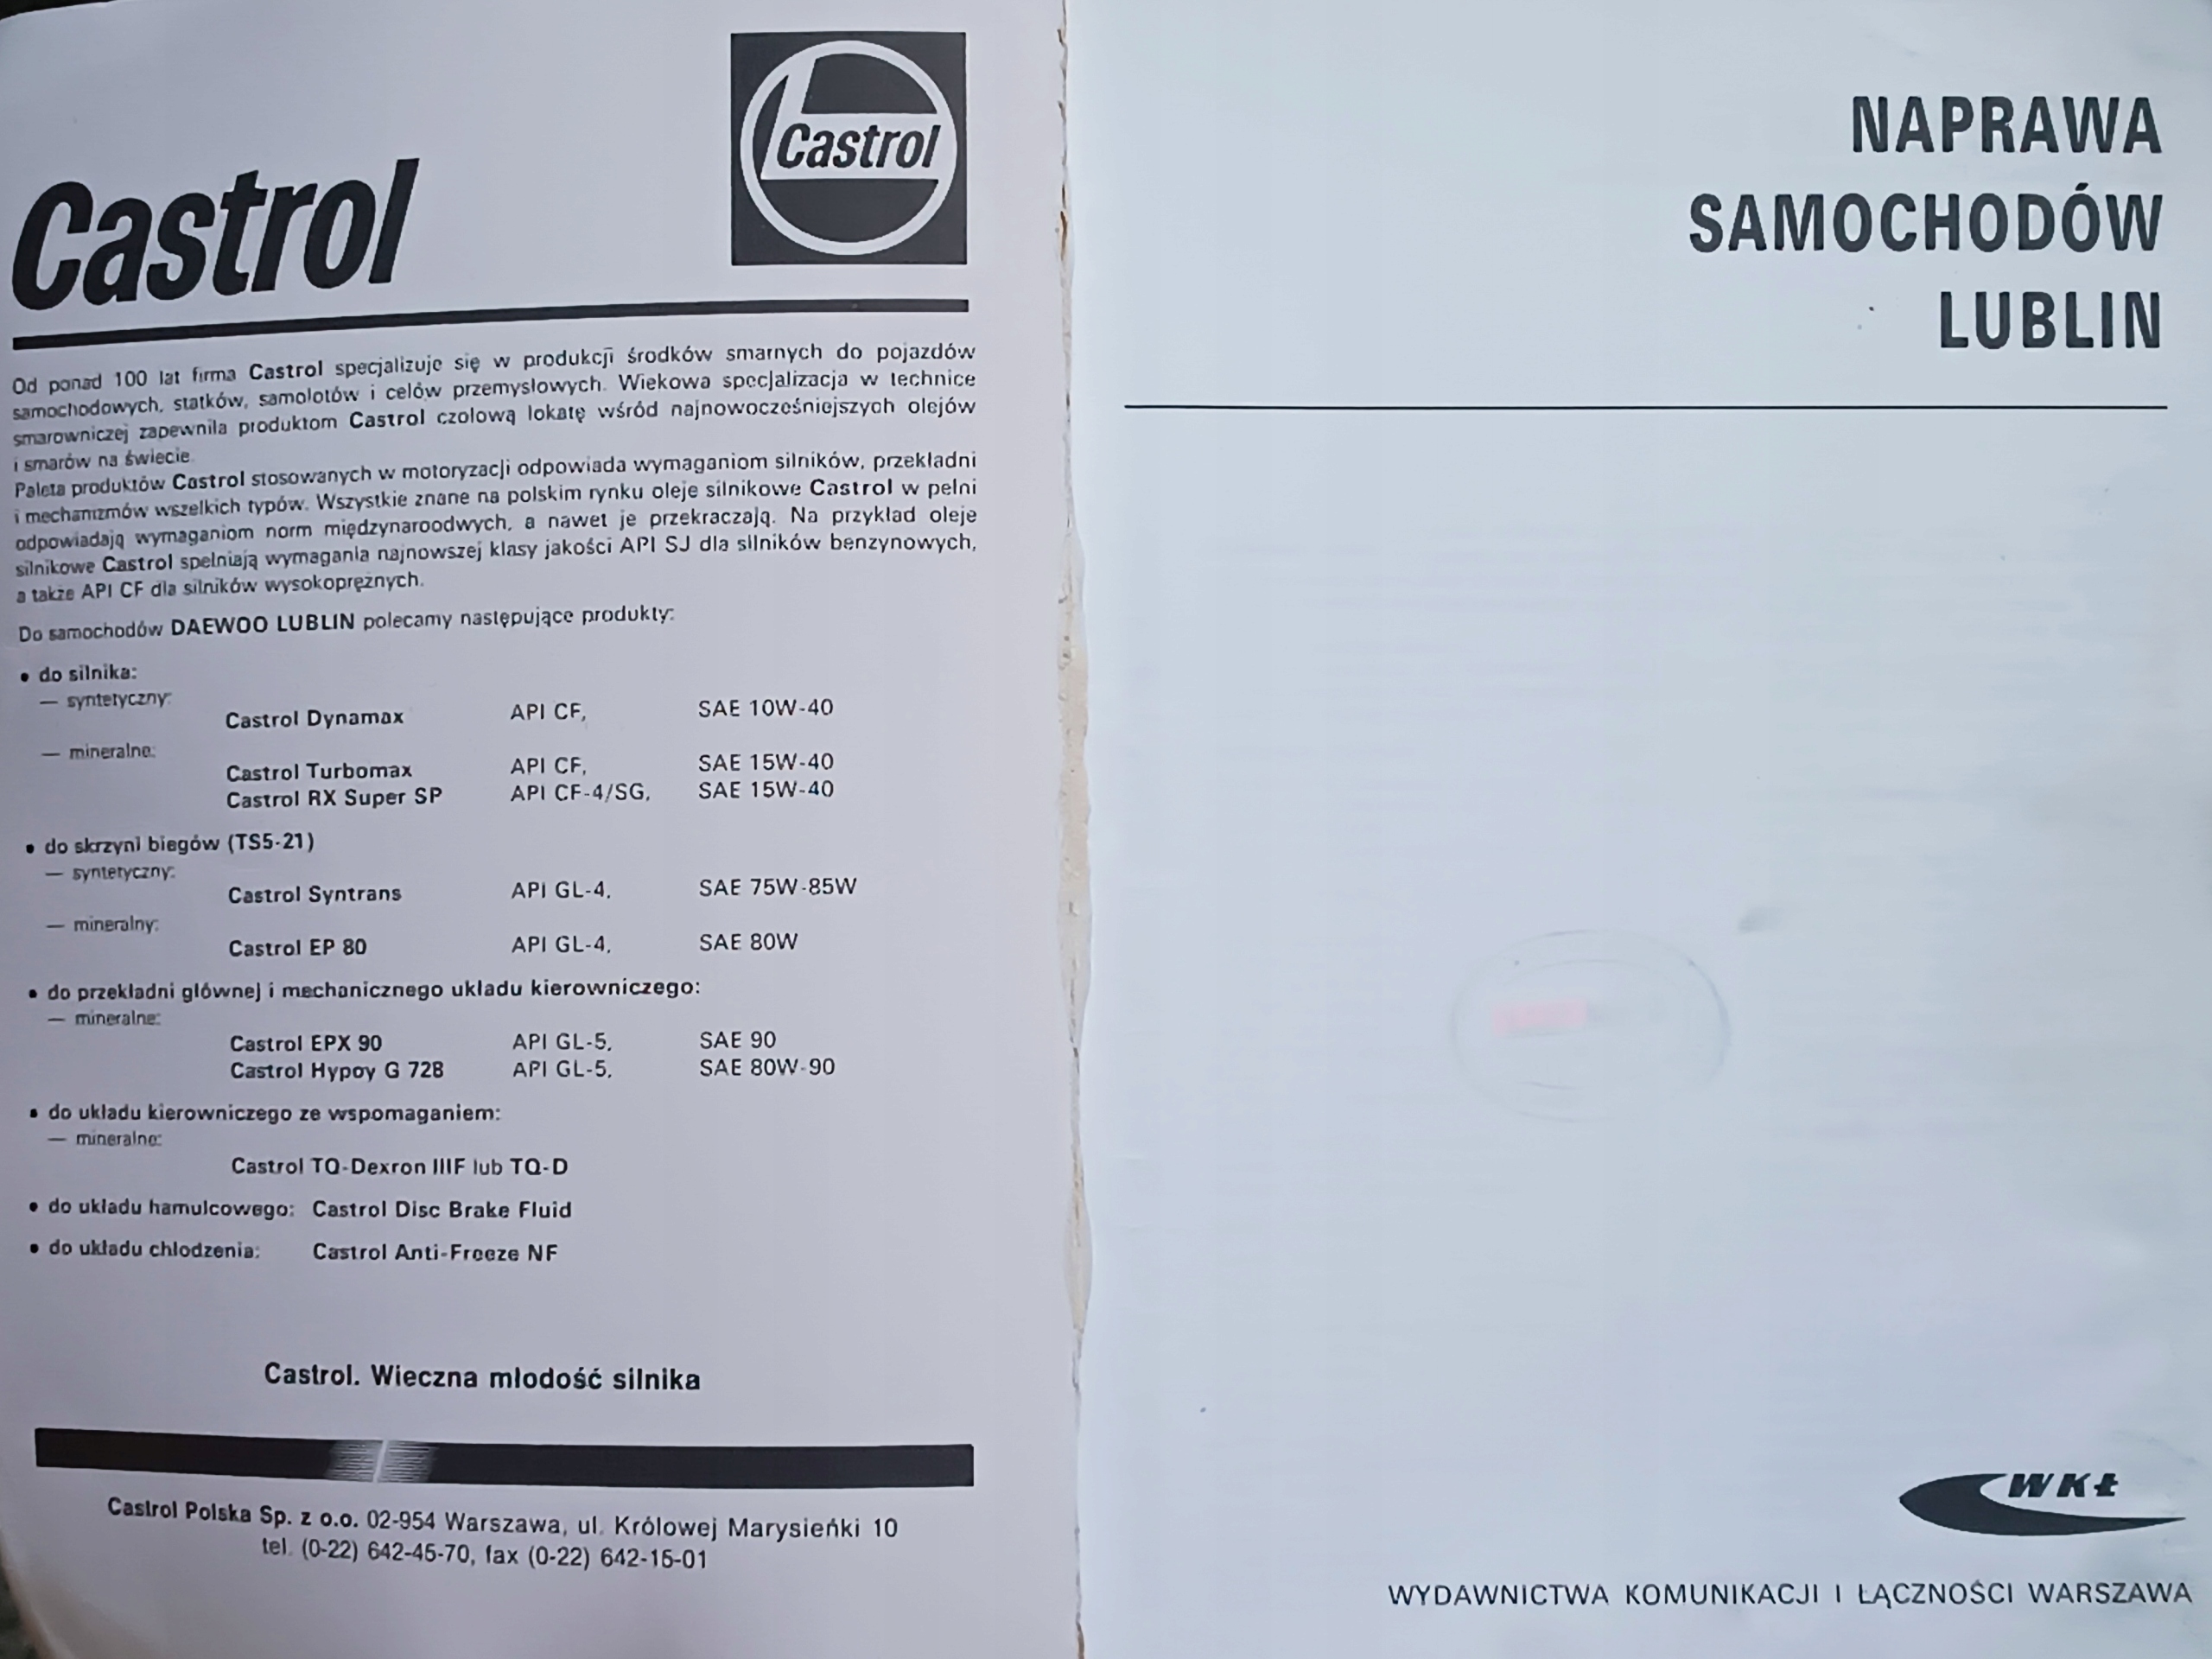 Castrol
Castrol
Od ponad 100 lat firma Castrol specjalizuje się w produkcji środków smarnych do pojazdów
samochodowych, statków, samolotów i celów przemysłowych. Wiekowa specjalizacja w technice
smarowniczej zapewniła produktom Castrol czołową lokatę wśród najnowocześniejszych olejów
i smarów na świecie.
Paleta produktów Castrol stosowanych w motoryzacji odpowiada wymaganiom silników, przekładni
i mechanizmów wszelkich typów. Wszystkie znane na polskim rynku oleje silnikowe Castrol w pełni
odpowiadają wymaganiom norm międzynaroodwych, a nawet je przekraczają. Na przykład oleje
silnikowe Castrol spełniają wymagania najnowszej klasy jakości API SJ dla silników benzynowych,
a także API CF dla silników wysokoprężnych.
Do samochodów DAEWOO LUBLIN polecamy następujące produkty:
• do silnika:
— syntetyczny:
Castrol Dynamax API CF, SAE 10W-40
— mineralne:
Castrol Turbomax API CF, SAE 15W-40
Castrol RX Super SP API CF-4/SG, SAE 15W-40
• do skrzyni biegów (TS5-21)
— syntetyczny:
Castrol Syntrans API GL-4, SAE 75W-85W
— mineralny:
Castrol EP 80 API GL-4, SAE 80W
• do przekładni głównej i mechanicznego układu kierowniczego:
— mineralne:
Castrol EPX 90 API GL-5, SAE 90
Castrol Hypoy G 728 API GL-5, SAE 80W-90
• do układu kierowniczego ze wspomaganiem:
— mineralne:
Castrol TQ-Dexron IIIF lub TQ-D
• do układu hamulcowego: Castrol Disc Brake Fluid
• do układu chłodzenia: Castrol Anti-Freeze NF
Castrol. Wieczna młodość silnika
Castrol Polska Sp. z o.o. 02-954 Warszawa, ul. Królowej Marysieńki 10
tel. (0-22) 642-45-70, fax (0-22) 642-15-01
NAPRAWA
SAMOCHODÓW
LUBLIN
WKŁ
WYDAWNICTWA KOMUNIKACJI I ŁĄCZNOŚCI WARSZAWA